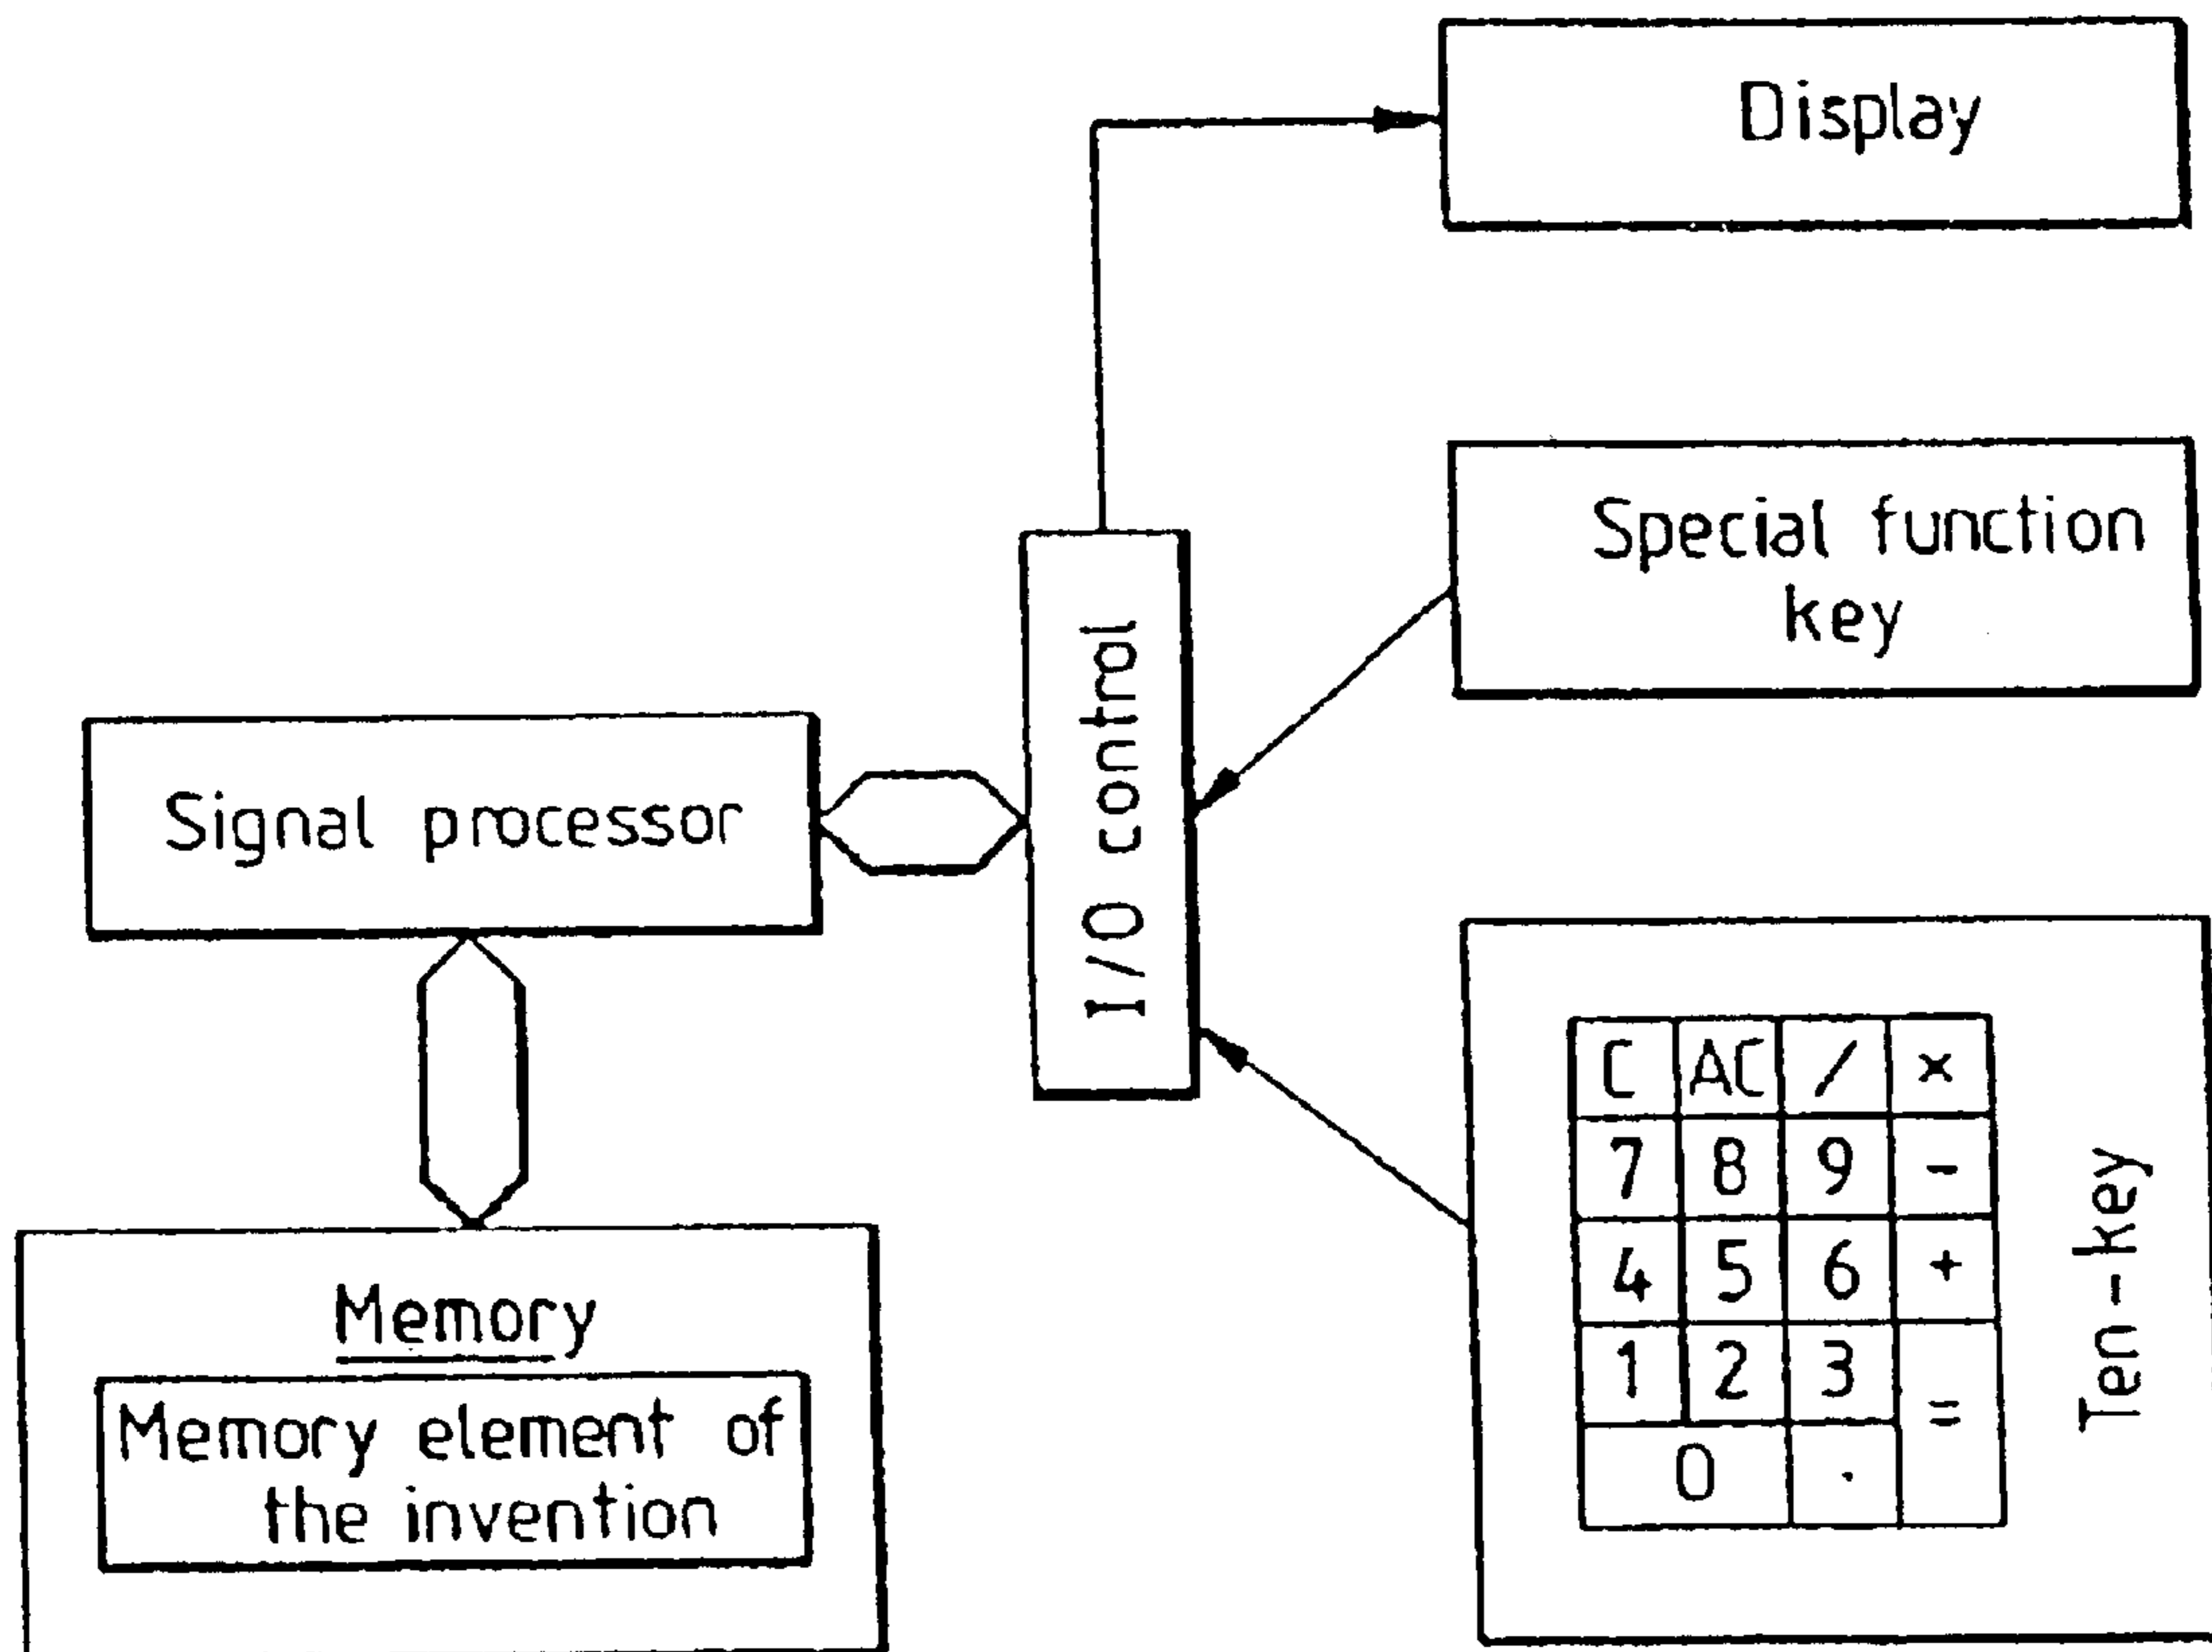 Display
Special function
key
I/O control
Signal processor
Memory
Memory element of
the invention
C AC / ×
7 8 9 -
4 5 6 +
1 2 3 =
0 .
Ten-key